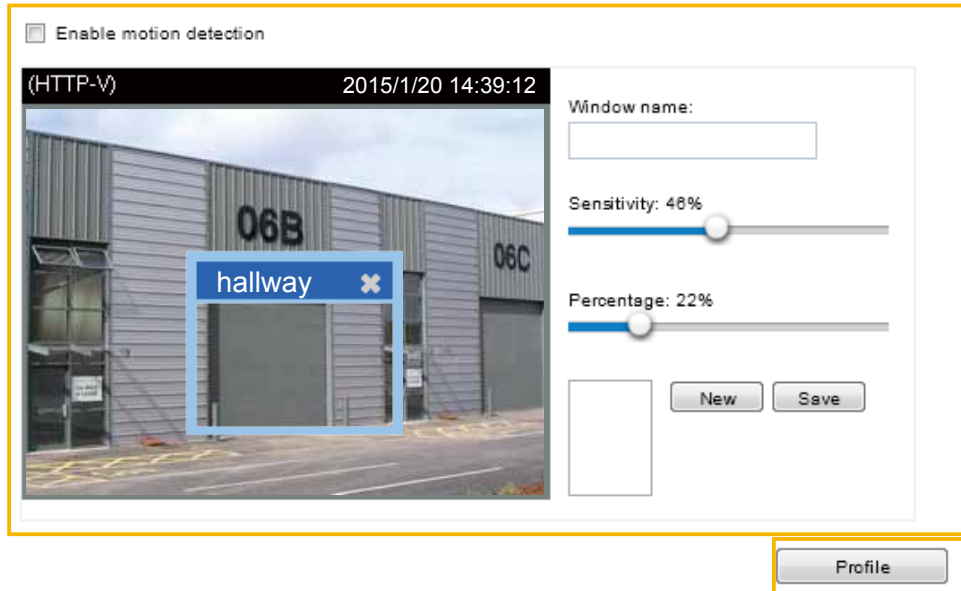 Enable motion detection
(HTTP-V) 2015/1/20 14:39:12
Window name:
06B
Sensitivity: 46%
06C
hallway
Percentage: 22%
New Save
Profile